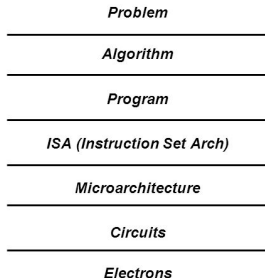 Problem
Algorithm
Program
ISA (Instruction Set Arch)
Microarchitecture
Circuits
Electrons